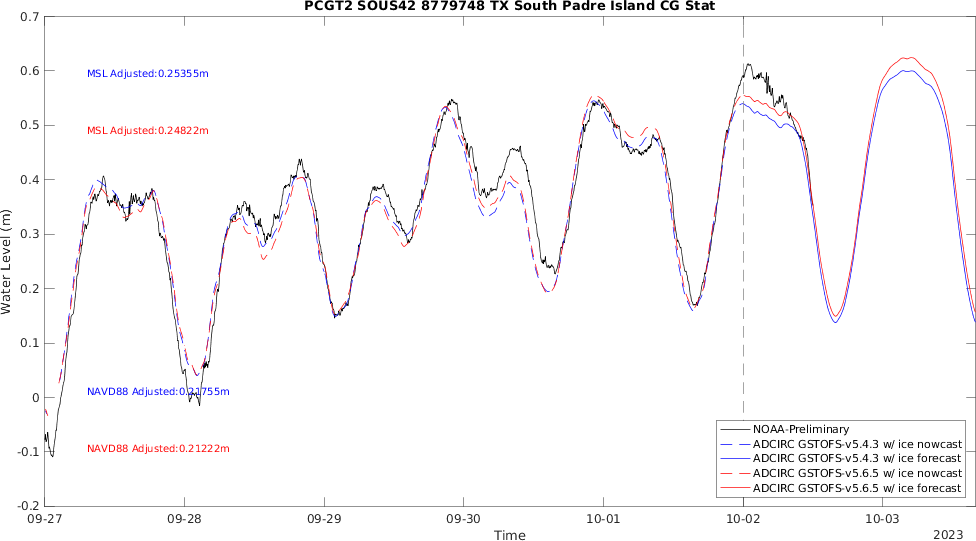 PCGT2 SOUS42 8779748 TX South Padre Island CG Stat
0.7
0.6
0.5
0.4
0.3
0.2
0.1
0
-0.1
-0.2
Water Level (m)
MSL Adjusted:0.25355m
MSL Adjusted:0.24822m
NAVD88 Adjusted:0.21755m
NAVD88 Adjusted:0.21222m
NOAA-Preliminary
ADCIRC GSTOFS-v5.4.3 w/ ice nowcast
ADCIRC GSTOFS-v5.4.3 w/ ice forecast
ADCIRC GSTOFS-v5.6.5 w/ ice nowcast
ADCIRC GSTOFS-v5.6.5 w/ ice forecast
09-27 09-28 09-29 09-30 10-01 10-02 10-03
Time
2023